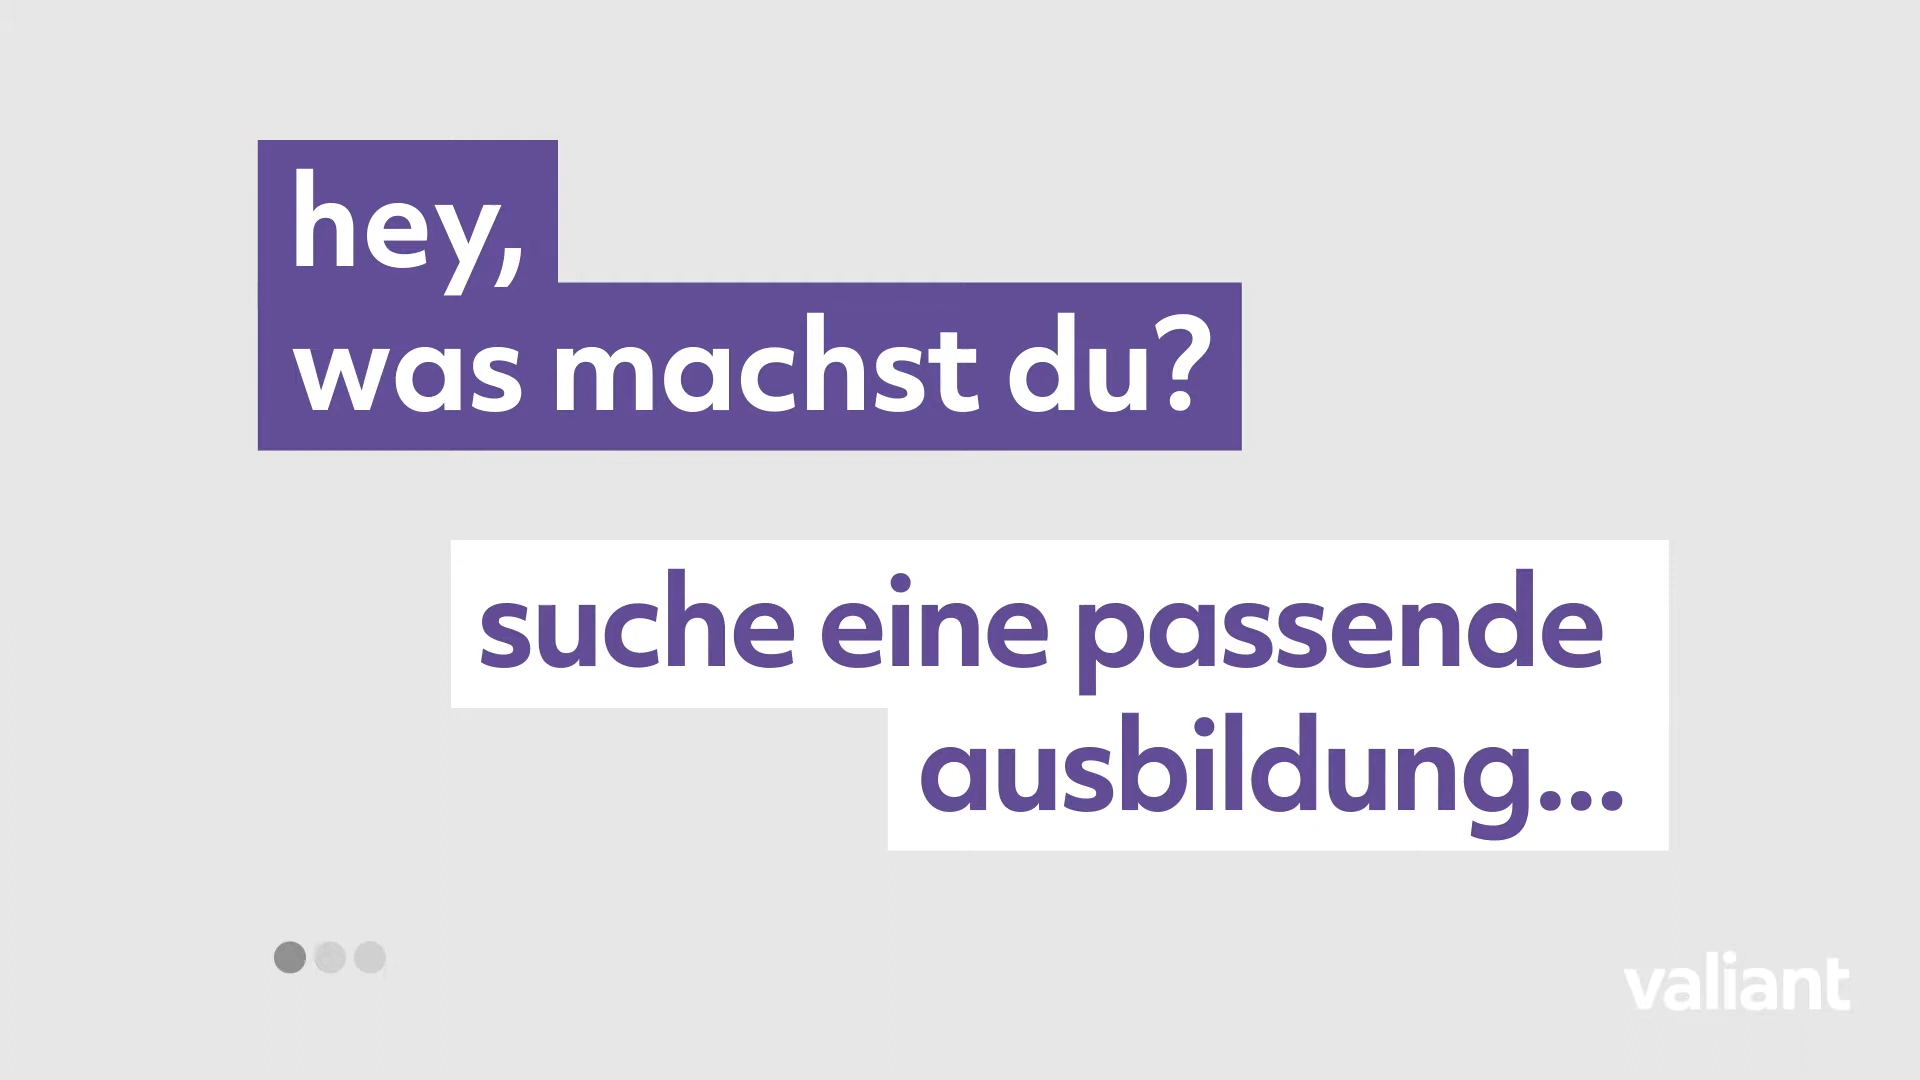 hey,
was machst du?
suche eine passende
ausbildung...
valiant